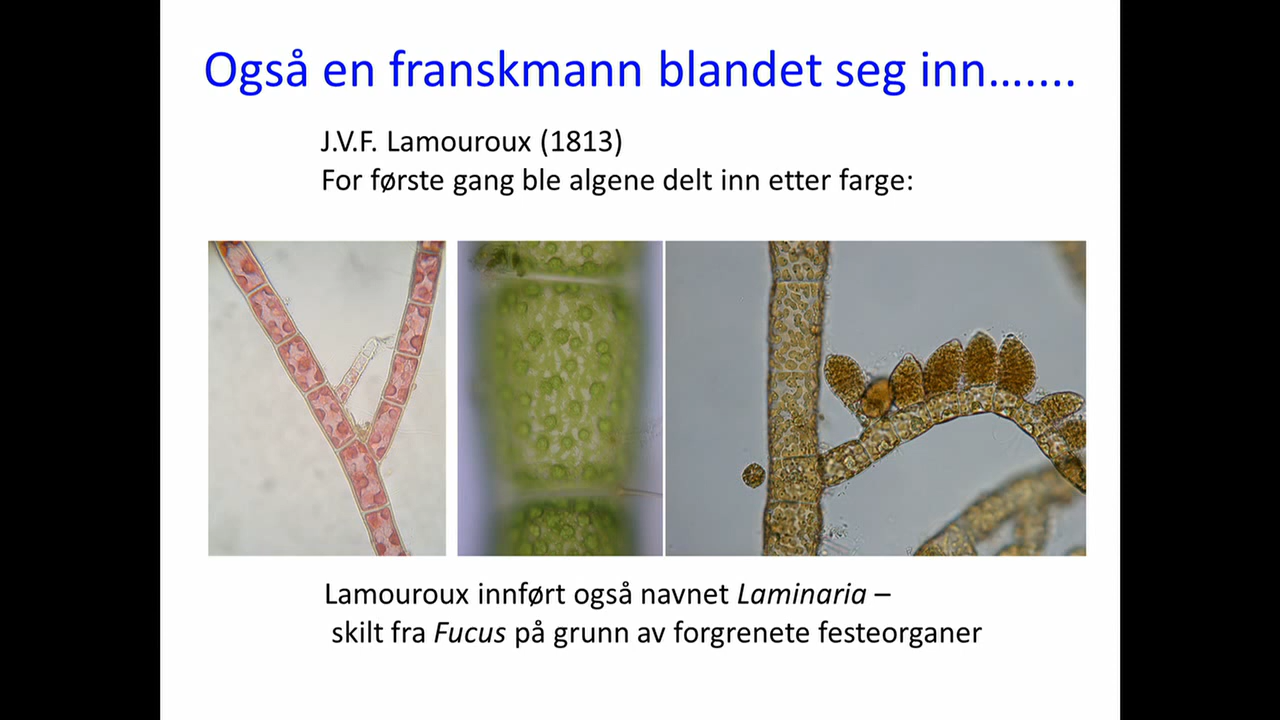 Også en franskmann blandet seg inn…....
J.V.F. Lamouroux (1813)
For første gang ble algene delt inn etter farge:
Lamouroux innført også navnet Laminaria –
skilt fra Fucus på grunn av forgrenete festeorganer